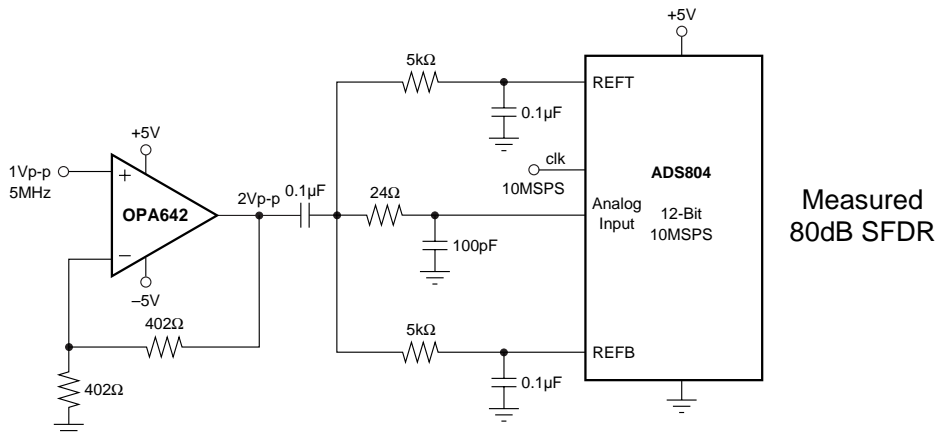 +5V
5kΩ
REFT
0.1µF
+5V
1Vp-p
5MHz
+
OPA642
–
–5V
2Vp-p
0.1µF
clk
10MSPS
24Ω
Analog
Input
ADS804
12-Bit
10MSPS
Measured
80dB SFDR
100pF
402Ω
402Ω
5kΩ
REFB
0.1µF